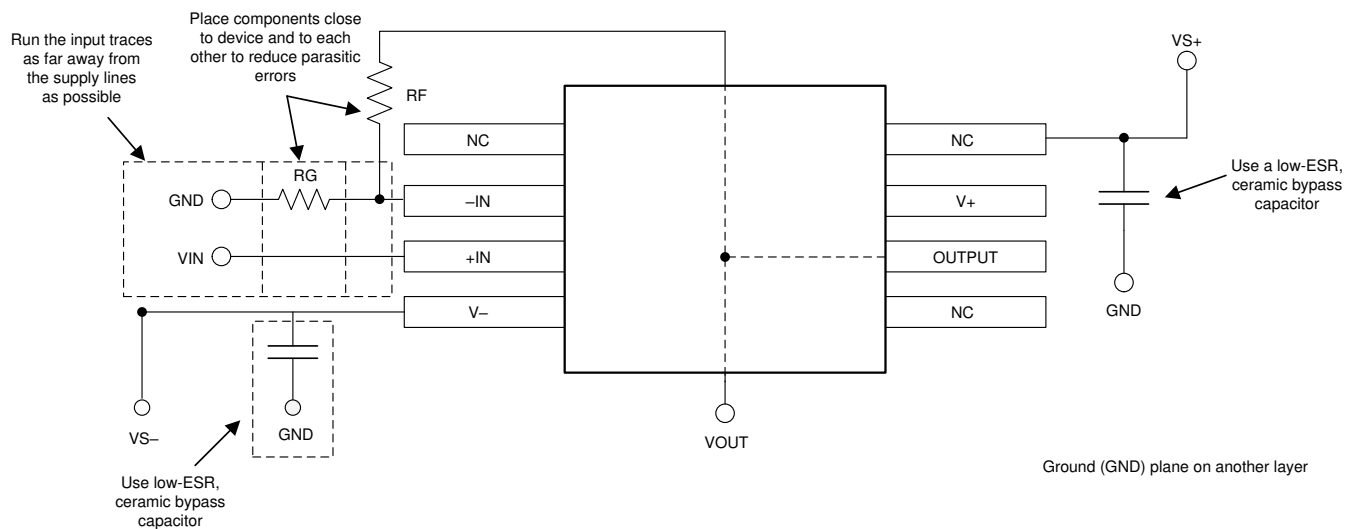 Place components close
to device and to each
other to reduce parasitic
errors
Run the input traces
as far away from
the supply lines
as possible
VS+
RF
NC
NC
Use a low-ESR,
ceramic bypass
capacitor
RG
GND
–IN
V+
VIN
+IN
OUTPUT
GND
V–
NC
VS–
GND
VOUT
Ground (GND) plane on another layer
Use low-ESR,
ceramic bypass
capacitor